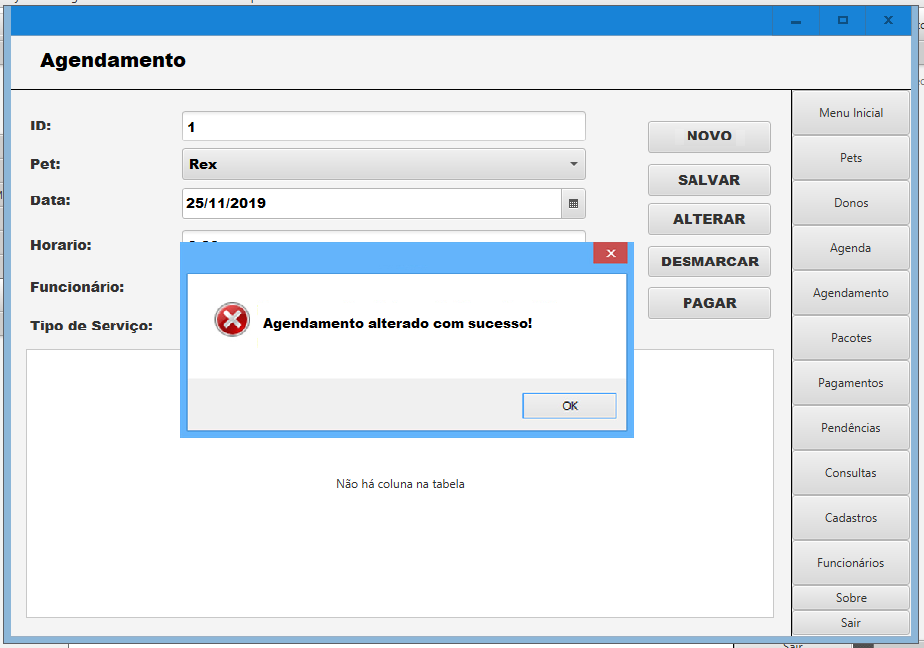 Agendamento
ID:
1
Pet:
Rex
Data:
25/11/2019
Horario:
Funcionário:
Tipo de Serviço:
NOVO
SALVAR
ALTERAR
DESMARCAR
PAGAR
Agendamento alterado com sucesso!
OK
Não há coluna na tabela
Menu Inicial
Pets
Donos
Agenda
Agendamento
Pacotes
Pagamentos
Pendências
Consultas
Cadastros
Funcionários
Sobre
Sair
Sair